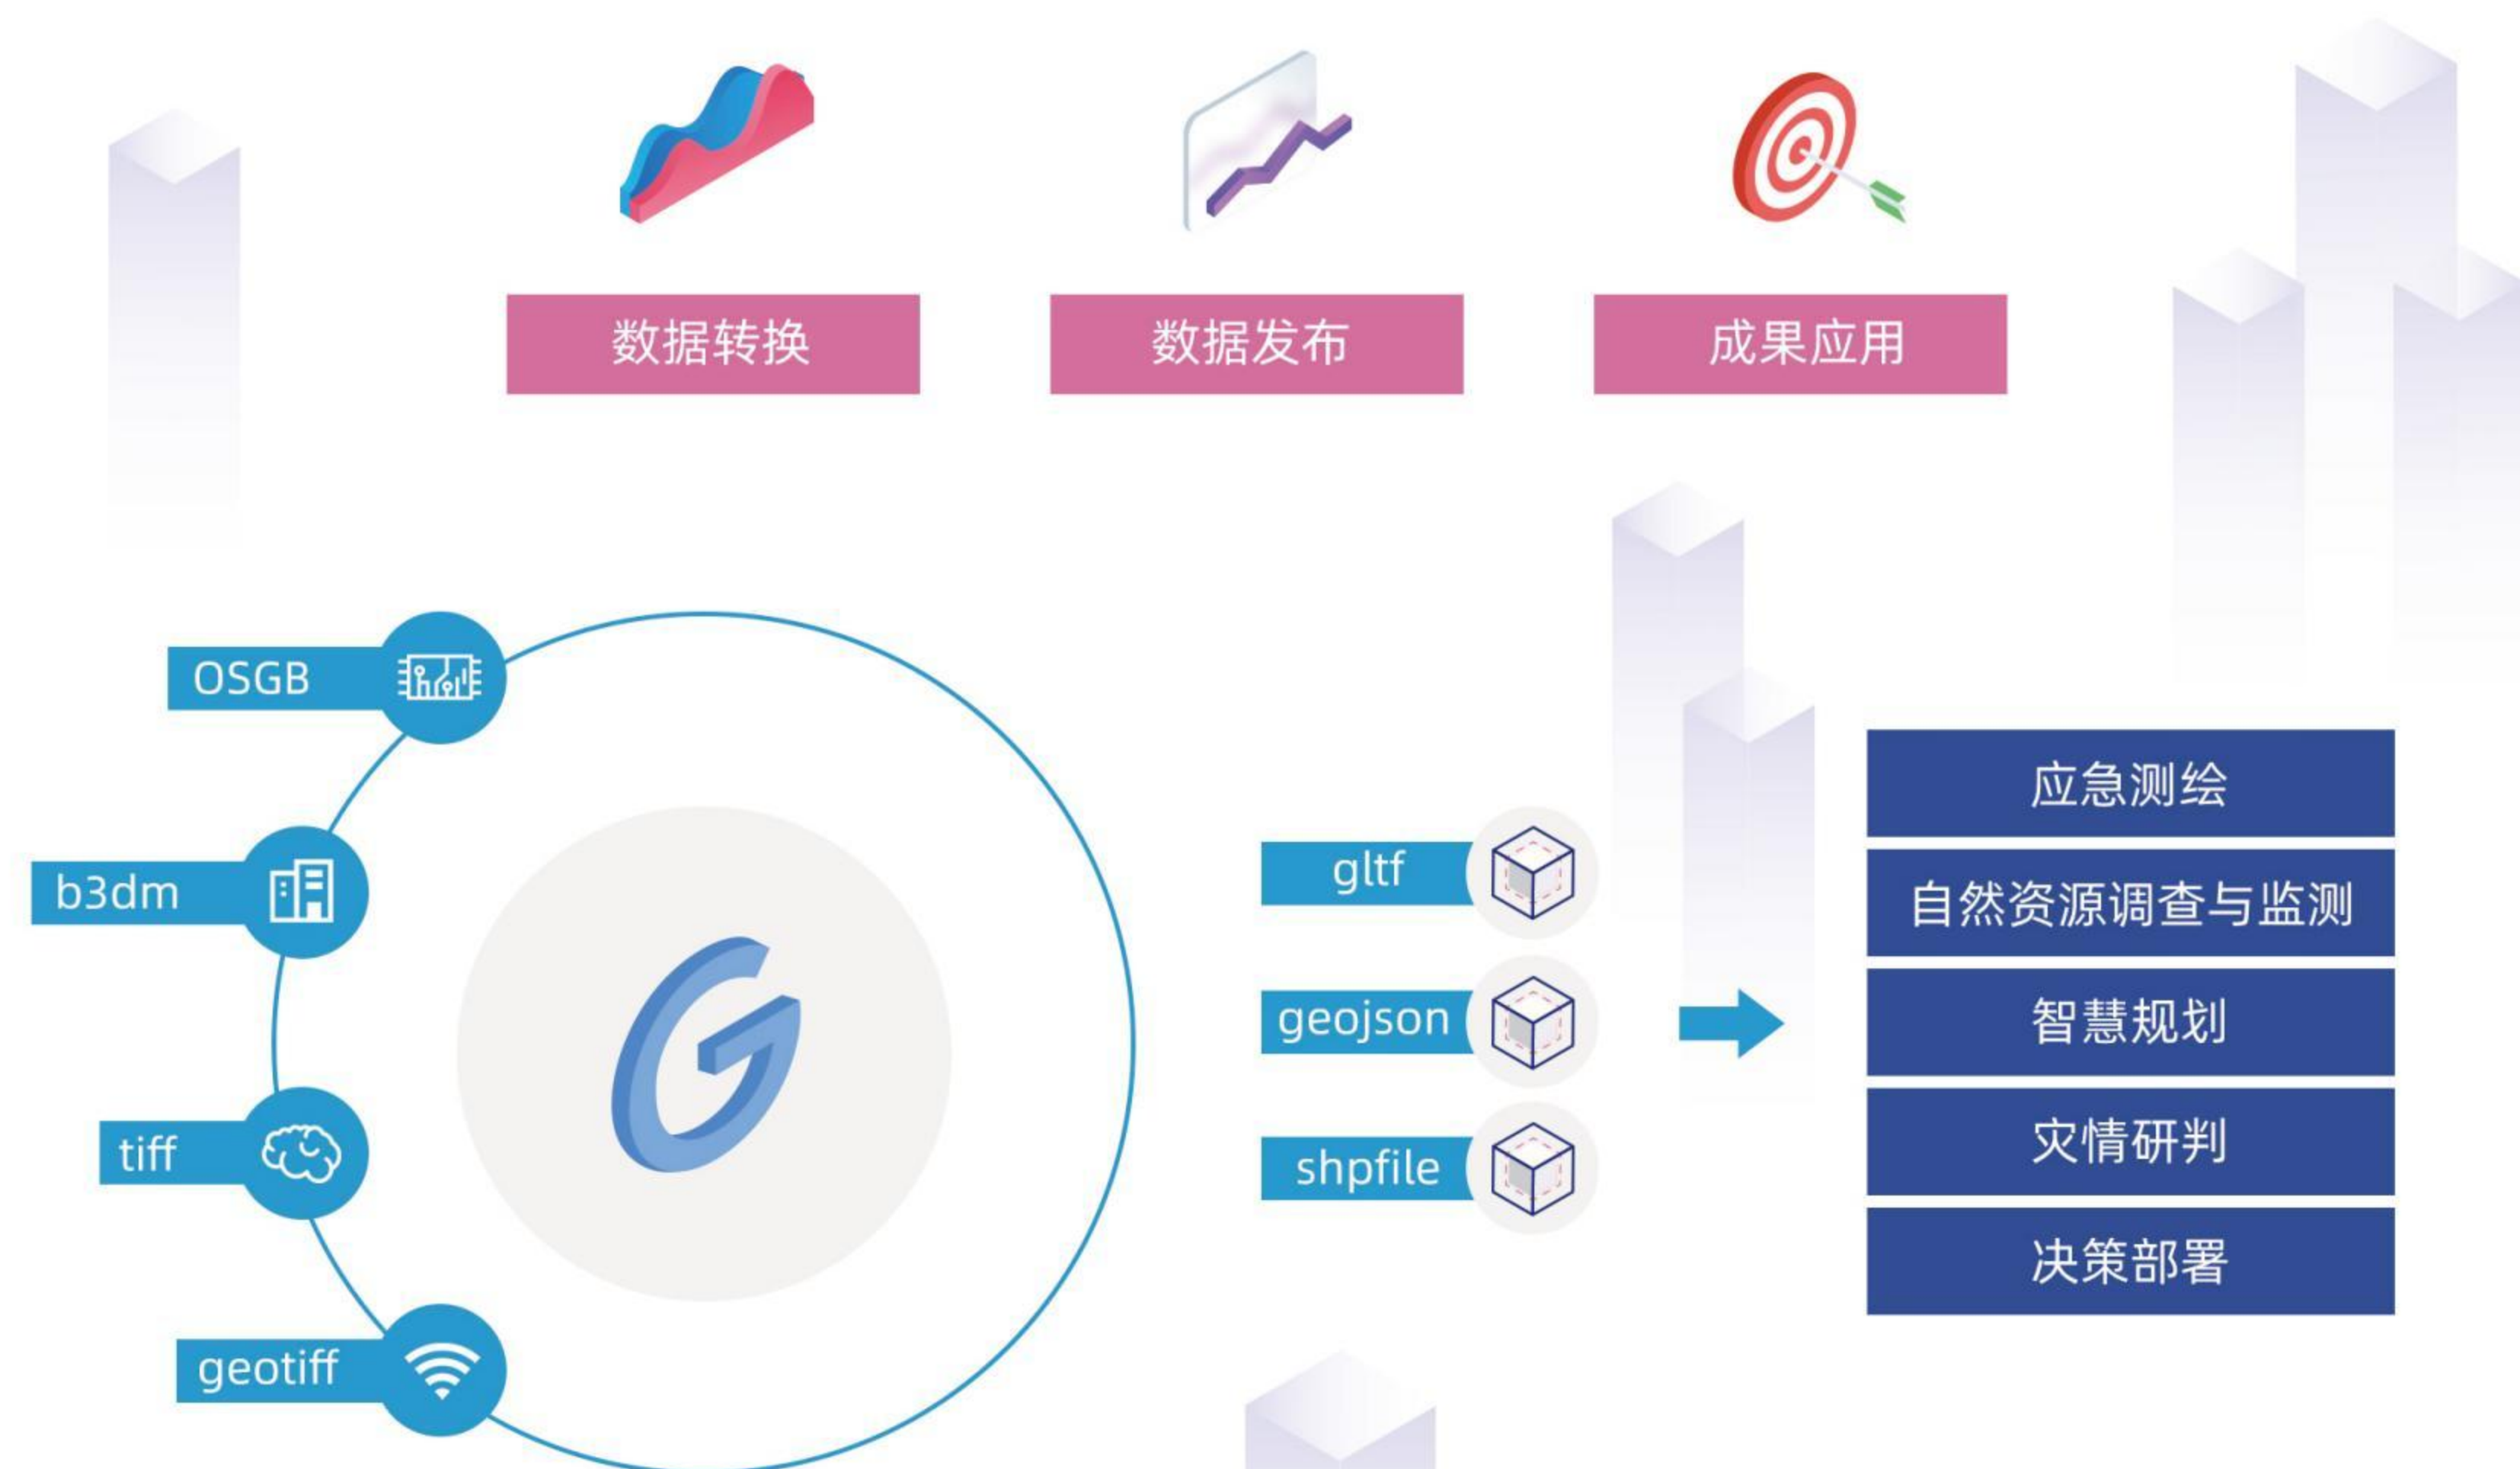 数据转换
数据发布
成果应用
OSGB
b3dm
tiff
geotiff
G
gltf
geojson
shpfile
应急测绘
自然资源调查与监测
智慧规划
灾情研判
决策部署